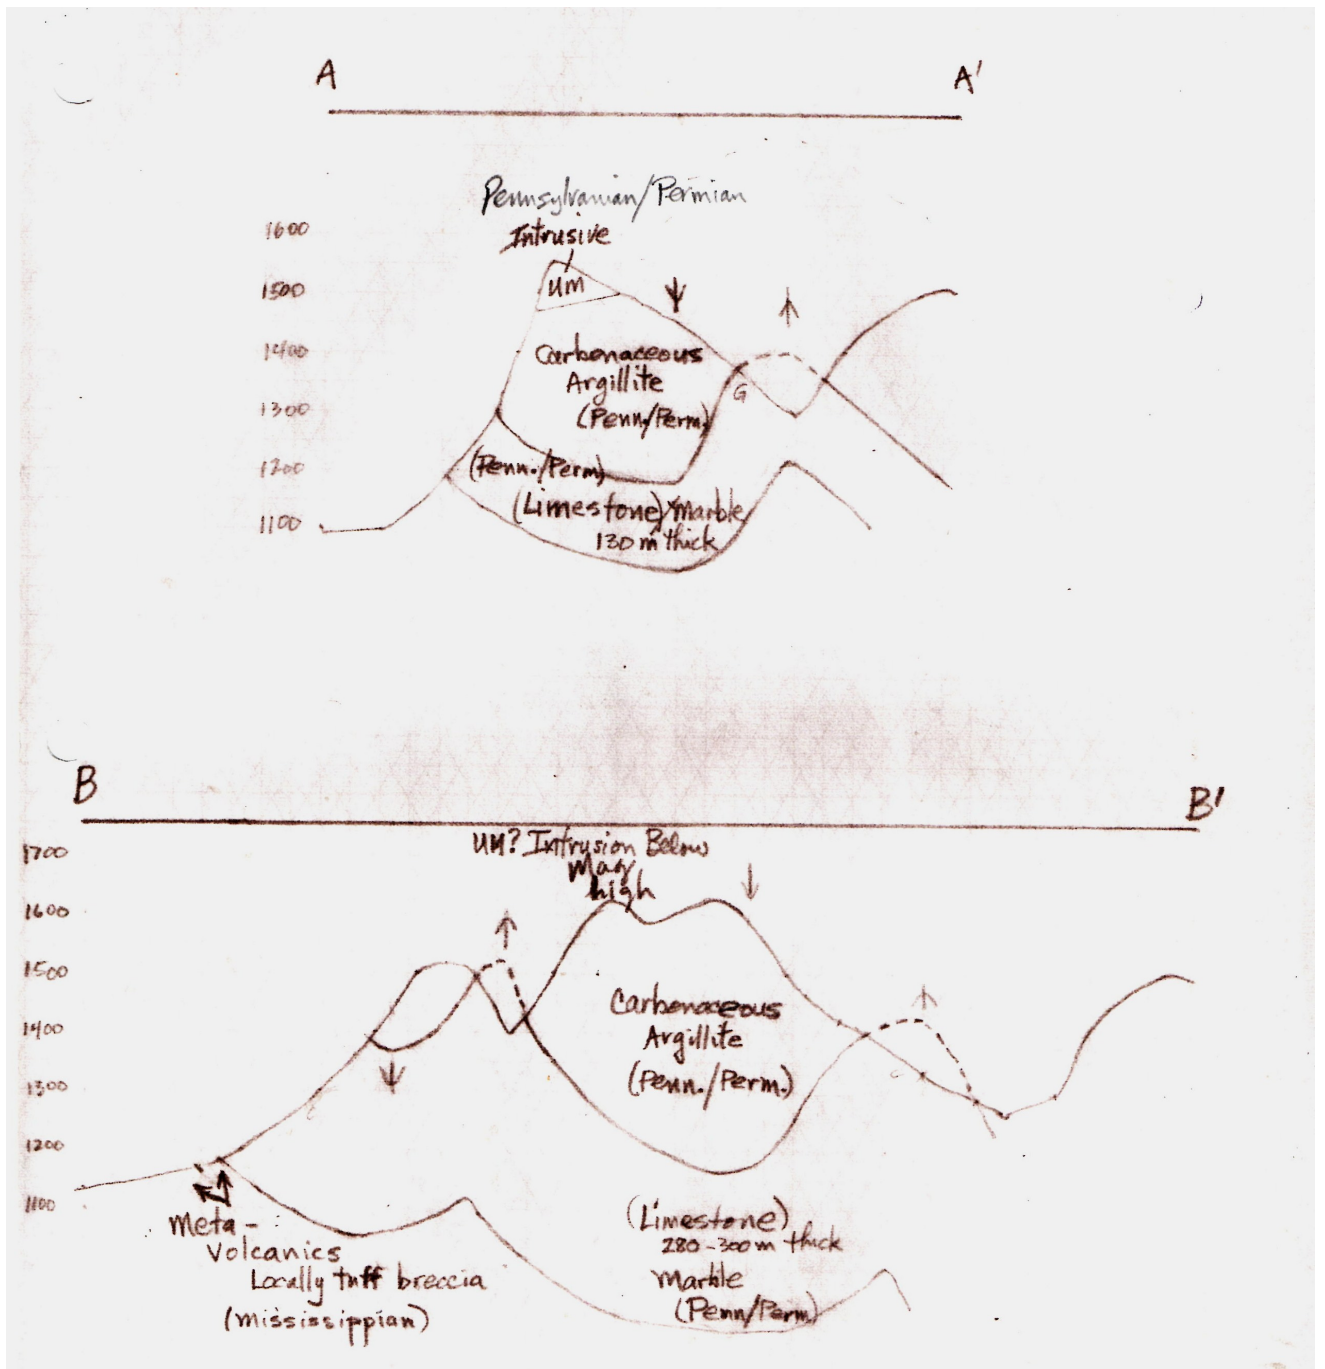 A
A'
Pennsylvanian/Permian
Intrusive
1600
UM
1500
1400
Carbonaceous
Argillite
(Penn./Perm.)
G
1300
1200
(Penn./Perm)
(Limestone) Marble
1100
130 m thick
B
B'
UM? Intrusion Below
1700
Mag
high
1600
1500
Carbonaceous
1400
Argillite
(Penn./Perm.)
1300
1200
1100
Meta-
Volcanics
Locally tuff breccia
(Mississippian)
(Limestone)
280-300m thick
Marble
(Penn/Perm)